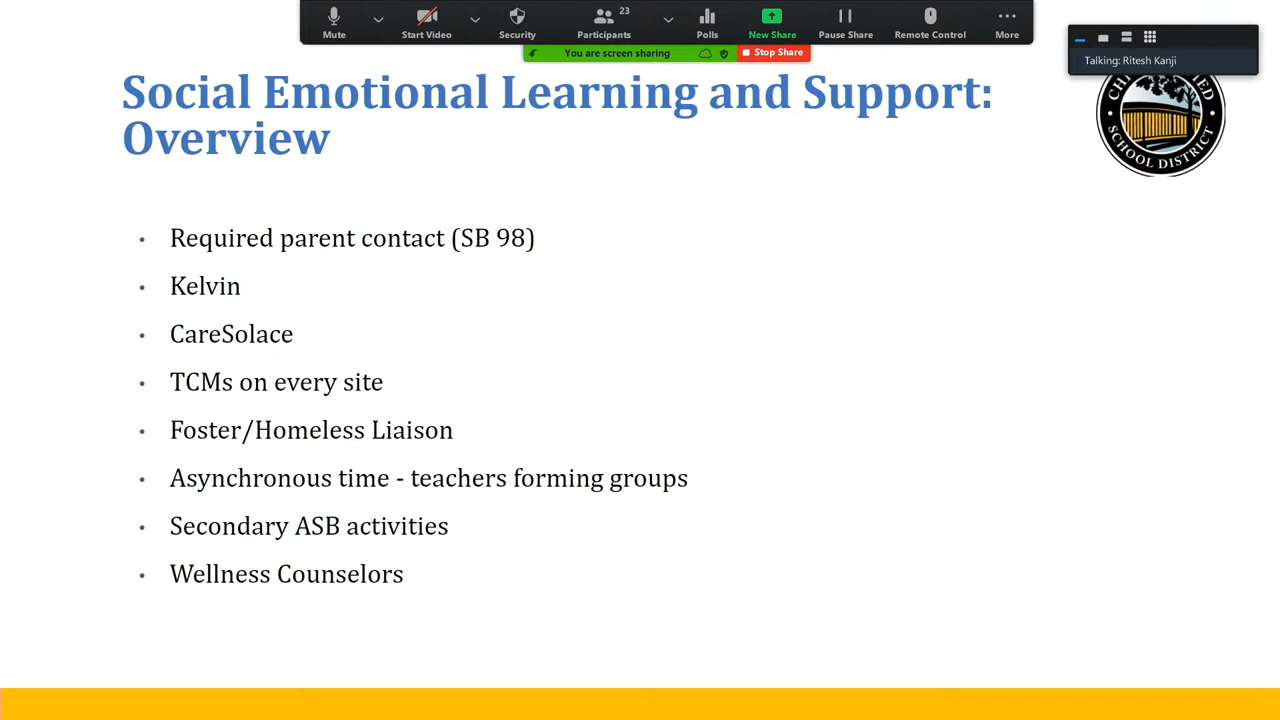 23
Mute
Start Video
Security
Participants
Polls
New Share
Pause Share
Remote Control
More
You are screen sharing
Stop Share
Talking: Ritesh Kanji
Social Emotional Learning and Support:
Overview
SCHOOL DISTRICT
• Required parent contact (SB 98)
• Kelvin
• CareSolace
• TCMs on every site
• Foster/Homeless Liaison
• Asynchronous time - teachers forming groups
• Secondary ASB activities
• Wellness Counselors